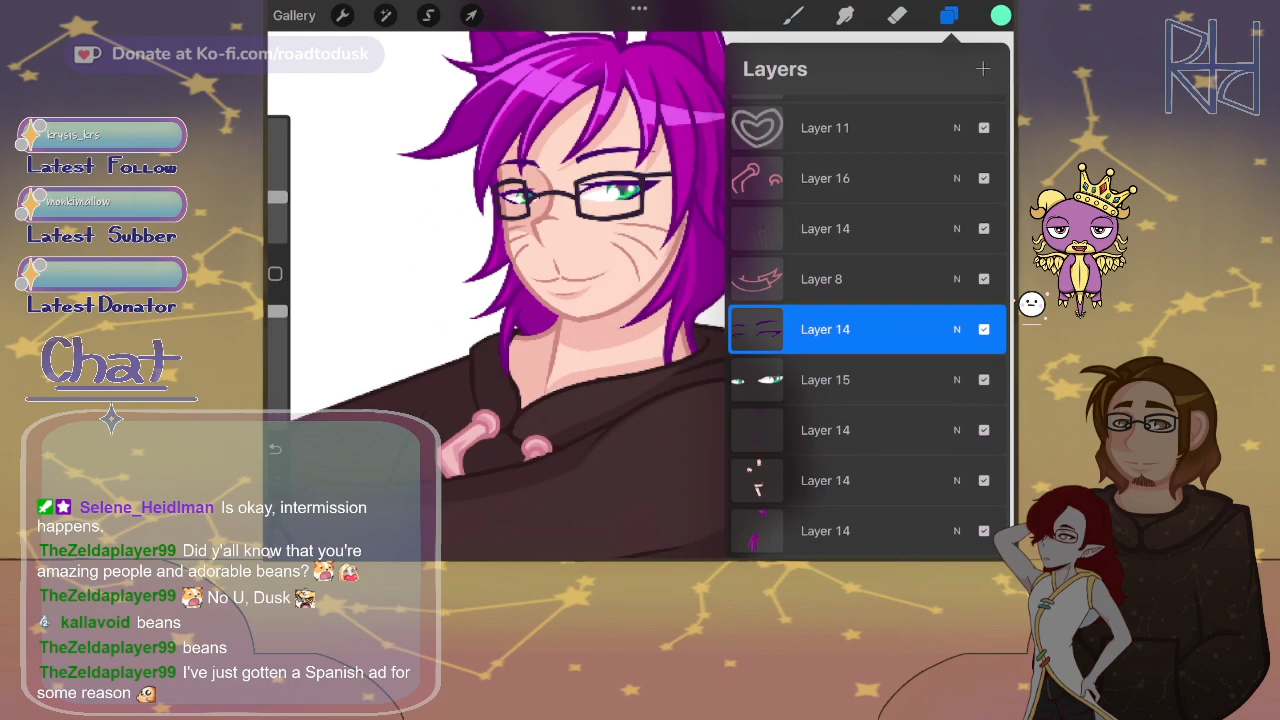 Gallery
Donate at Ko-fi.com/roadtodusk
Layers
Layer 11 N
Layer 16 N
Layer 14 N
Layer 8 N
Layer 14 N
Layer 15 N
Layer 14 N
Layer 14 N
Layer 14 N
krysis_krs
Latest Follow
monkimallow
Latest Subber
Latest Donator
Chat
Selene_Heidlman Is okay, intermission
happens.
TheZeldaplayer99 Did y'all know that you're
amazing people and adorable beans?
TheZeldaplayer99 No U, Dusk
kallavoid beans
TheZeldaplayer99 beans
TheZeldaplayer99 I've just gotten a Spanish ad for
some reason
RtD